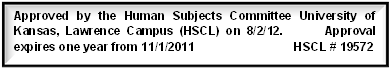 Approved by the Human Subjects Committee University of
Kansas, Lawrence Campus (HSCL) on 8/2/12. Approval
expires one year from 11/1/2011 HSCL # 19572